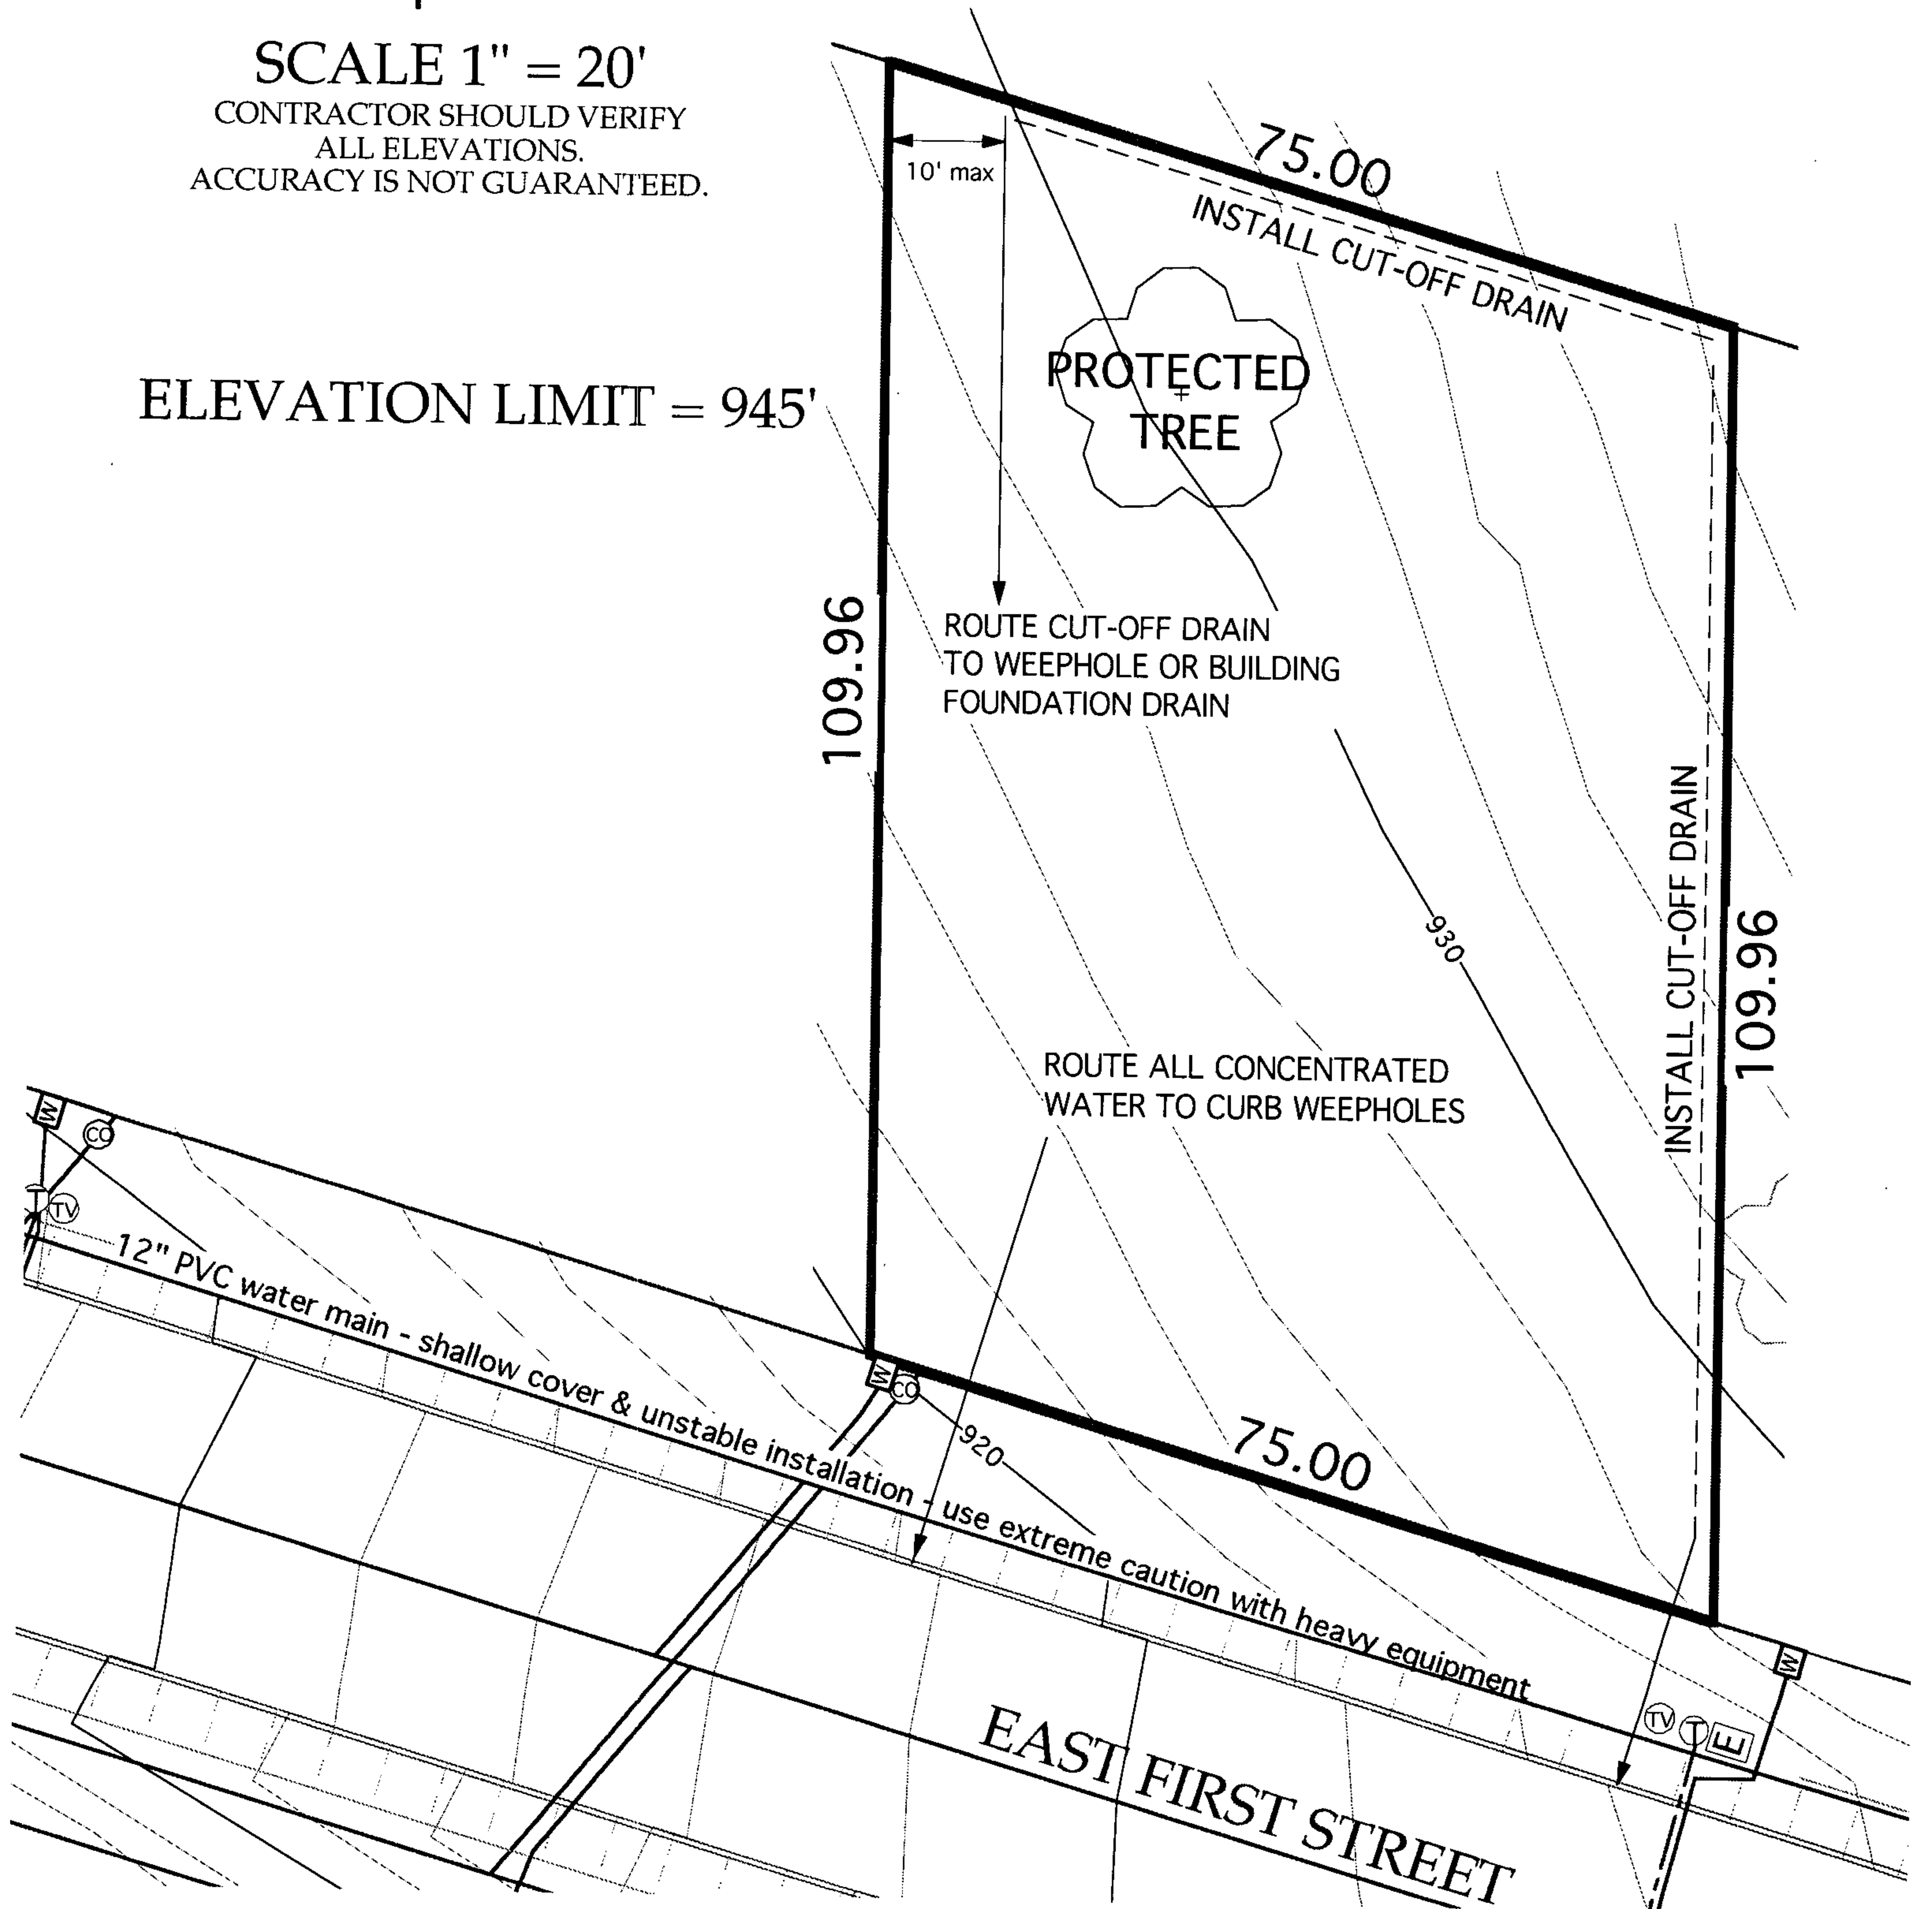 SCALE 1" = 20'
CONTRACTOR SHOULD VERIFY
ALL ELEVATIONS.
ACCURACY IS NOT GUARANTEED.
ELEVATION LIMIT = 945'
75.00
INSTALL CUT-OFF DRAIN
10' max
PROTECTED
TREE
109.96
ROUTE CUT-OFF DRAIN
TO WEEPHOLE OR BUILDING
FOUNDATION DRAIN
930
INSTALL CUT-OFF DRAIN
109.96
ROUTE ALL CONCENTRATED
WATER TO CURB WEEPHOLES
W
CO
T
TV
12" PVC water main - shallow cover & unstable installation - use extreme caution with heavy equipment
W
CO
920
75.00
W
TV
T
E
EAST FIRST STREET